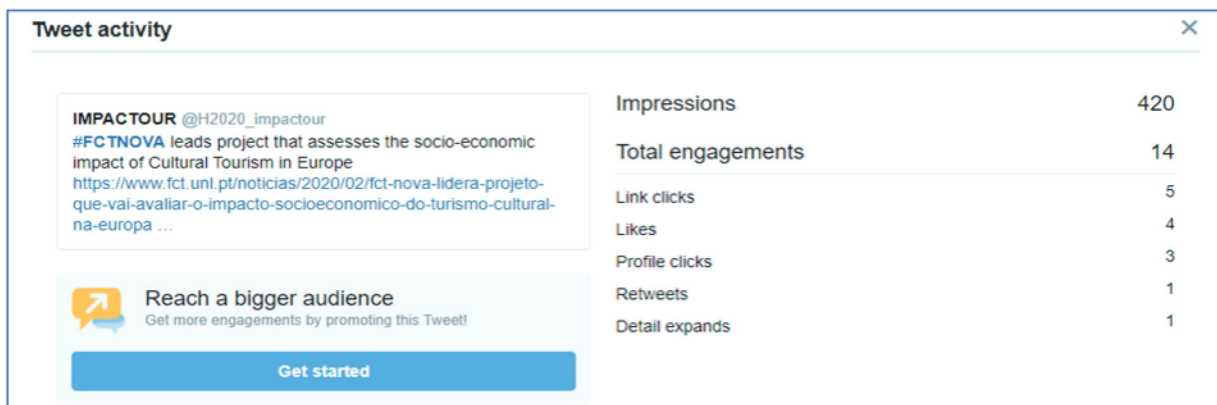 Tweet activity
IMPACTOUR @H2020_impactour
#FCTNOVA leads project that assesses the socio-economic
impact of Cultural Tourism in Europe
https://www.fct.unl.pt/noticias/2020/02/fct-nova-lidera-projeto-
que-vai-avaliar-o-impacto-socioeconomico-do-turismo-cultural-
na-europa …
Reach a bigger audience
Get more engagements by promoting this Tweet!
Get started
Impressions 420
Total engagements 14
Link clicks 5
Likes 4
Profile clicks 3
Retweets 1
Detail expands 1